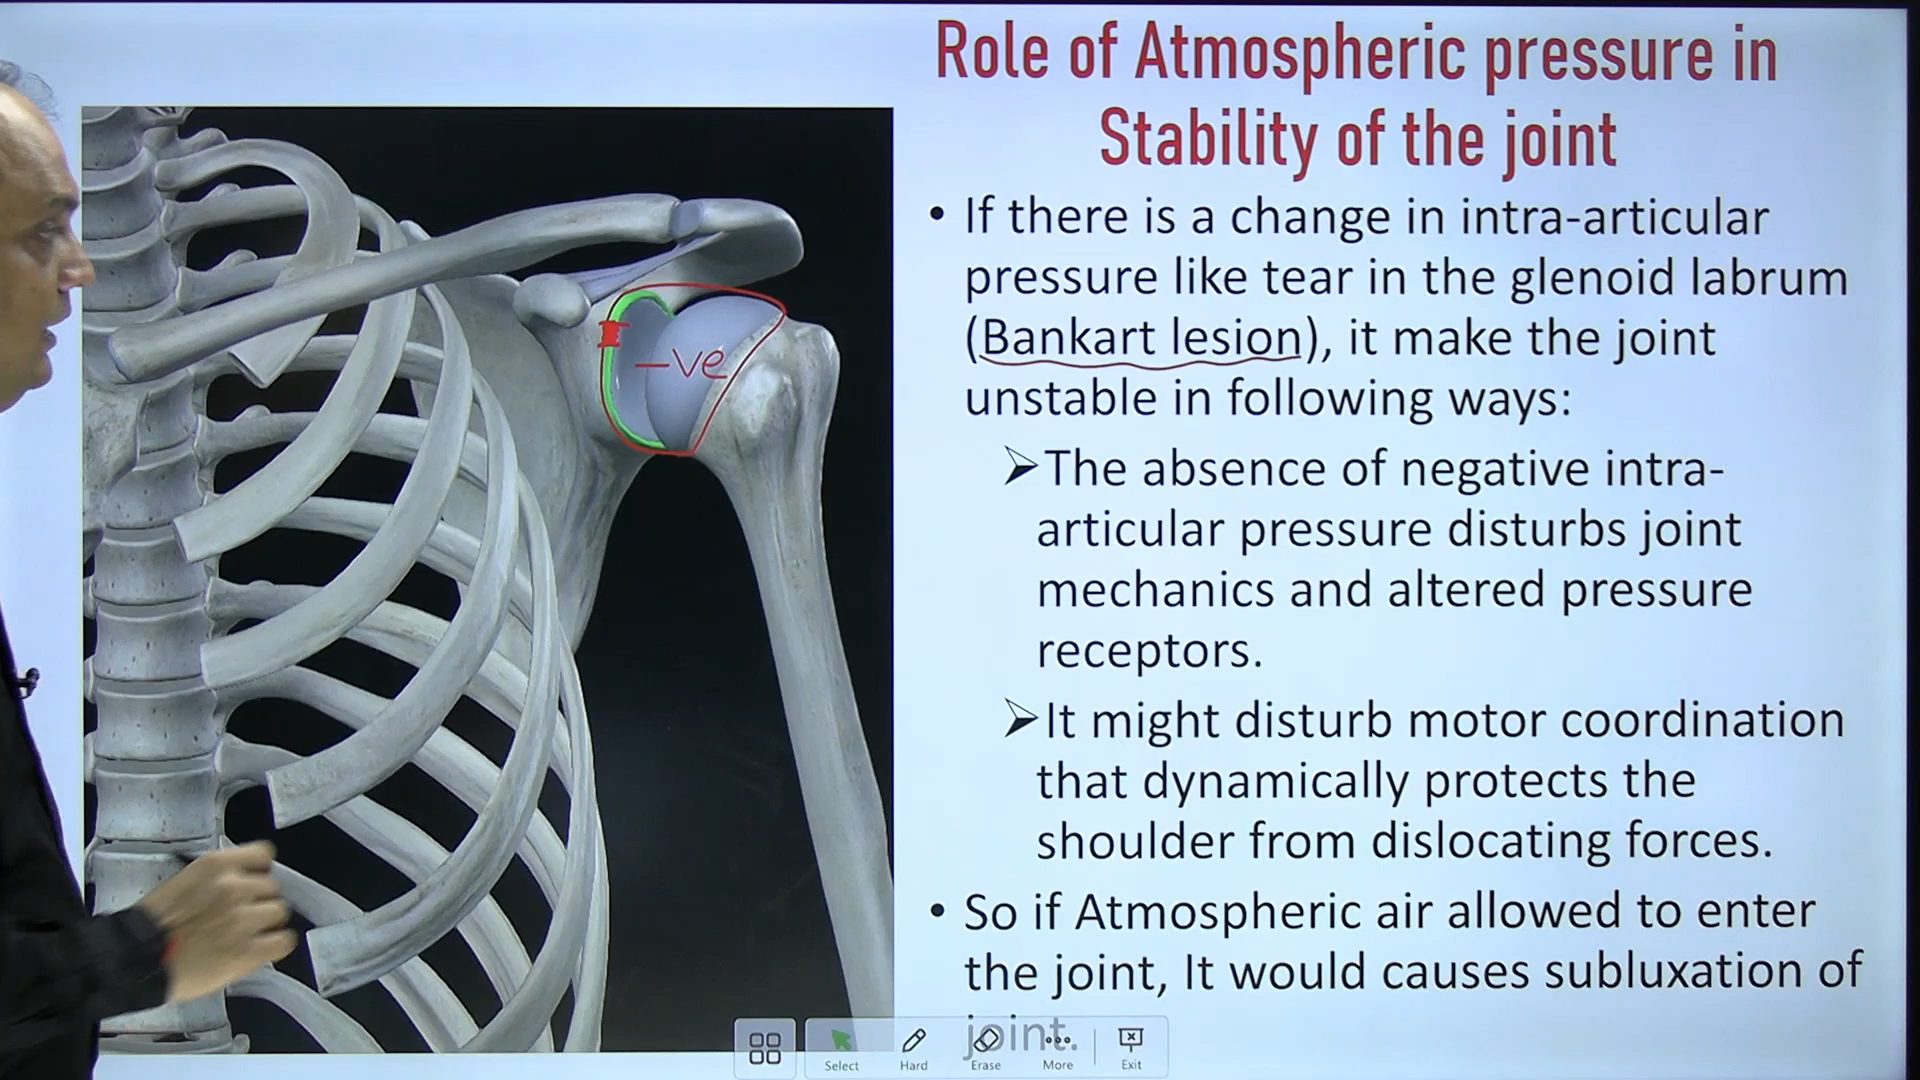 Role of Atmospheric pressure in
Stability of the joint
• If there is a change in intra-articular
pressure like tear in the glenoid labrum
(Bankart lesion), it make the joint
unstable in following ways:
➢The absence of negative intra-
articular pressure disturbs joint
mechanics and altered pressure
receptors.
➢It might disturb motor coordination
that dynamically protects the
shoulder from dislocating forces.
• So if Atmospheric air allowed to enter
the joint, It would causes subluxation of
joint.
-ve
Select
Hard
Erase
More
Exit